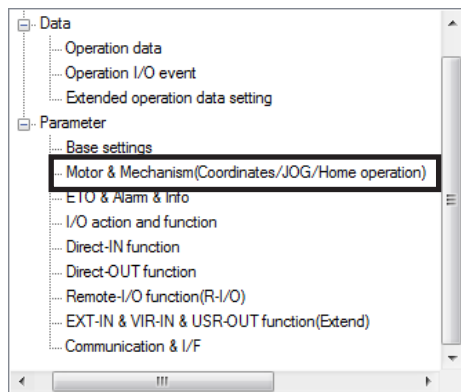 Data
Operation data
Operation I/O event
Extended operation data setting
Parameter
Base settings
Motor & Mechanism(Coordinates/JOG/Home operation)
ETO & Alarm & Info
I/O action and function
Direct-IN function
Direct-OUT function
Remote-I/O function(R-I/O)
EXT-IN & VIR-IN & USR-OUT function(Extend)
Communication & I/F